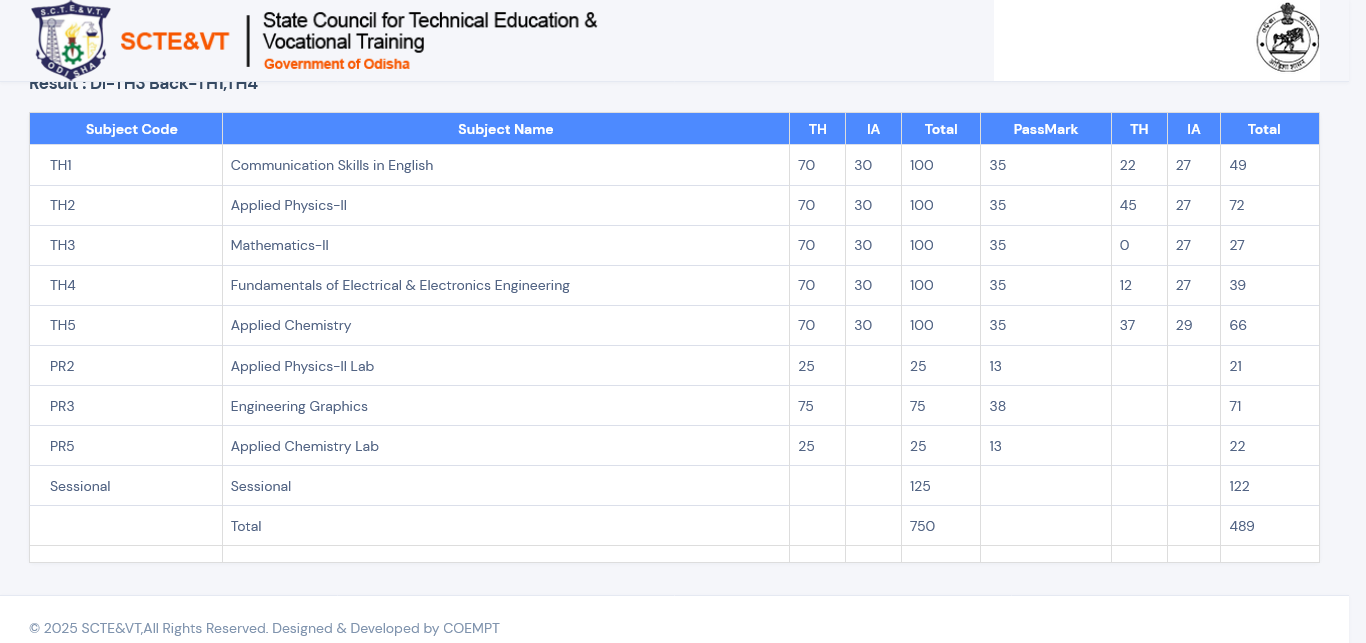 S.C.T.E.&V.T.
ODISHA
SCTE&VT
State Council for Technical Education &
Vocational Training
Government of Odisha
Result : DI-TH3 Back-TH1,TH4
Subject Code Subject Name TH IA Total PassMark TH IA Total
TH1 Communication Skills in English 70 30 100 35 22 27 49
TH2 Applied Physics-II 70 30 100 35 45 27 72
TH3 Mathematics-II 70 30 100 35 0 27 27
TH4 Fundamentals of Electrical & Electronics Engineering 70 30 100 35 12 27 39
TH5 Applied Chemistry 70 30 100 35 37 29 66
PR2 Applied Physics-II Lab 25 25 13 21
PR3 Engineering Graphics 75 75 38 71
PR5 Applied Chemistry Lab 25 25 13 22
Sessional Sessional 125 122
Total 750 489
© 2025 SCTE&VT,All Rights Reserved. Designed & Developed by COEMPT